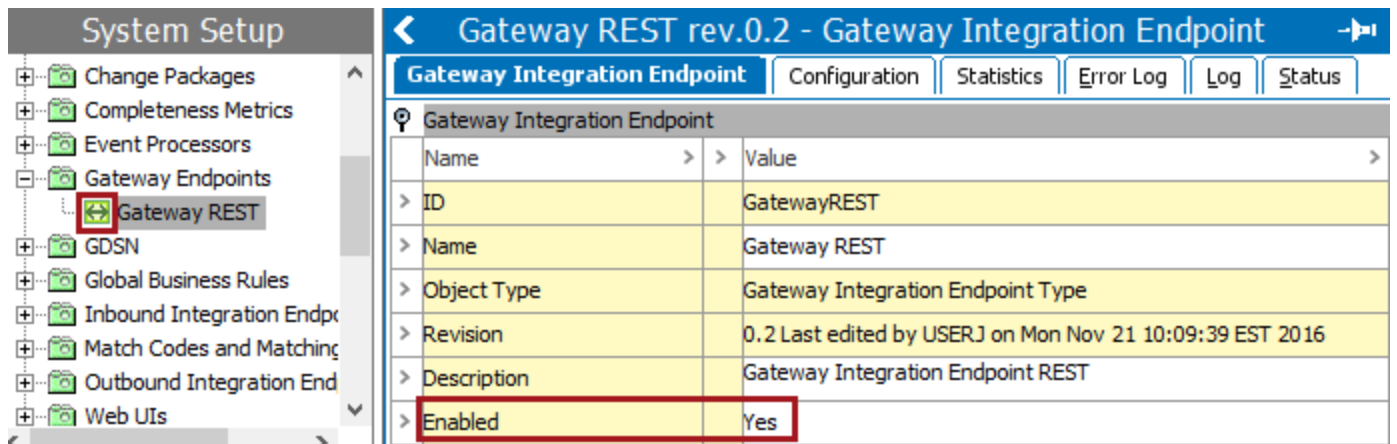 System Setup
Change Packages
Completeness Metrics
Event Processors
Gateway Endpoints
Gateway REST
GDSN
Global Business Rules
Inbound Integration Endpo
Match Codes and Matching
Outbound Integration End
Web UIs
Gateway REST rev.0.2 - Gateway Integration Endpoint
Gateway Integration Endpoint Configuration Statistics Error Log Log Status
Gateway Integration Endpoint
Name > > Value >
> ID GatewayREST
> Name Gateway REST
> Object Type Gateway Integration Endpoint Type
> Revision 0.2 Last edited by USERJ on Mon Nov 21 10:09:39 EST 2016
> Description Gateway Integration Endpoint REST
> Enabled Yes